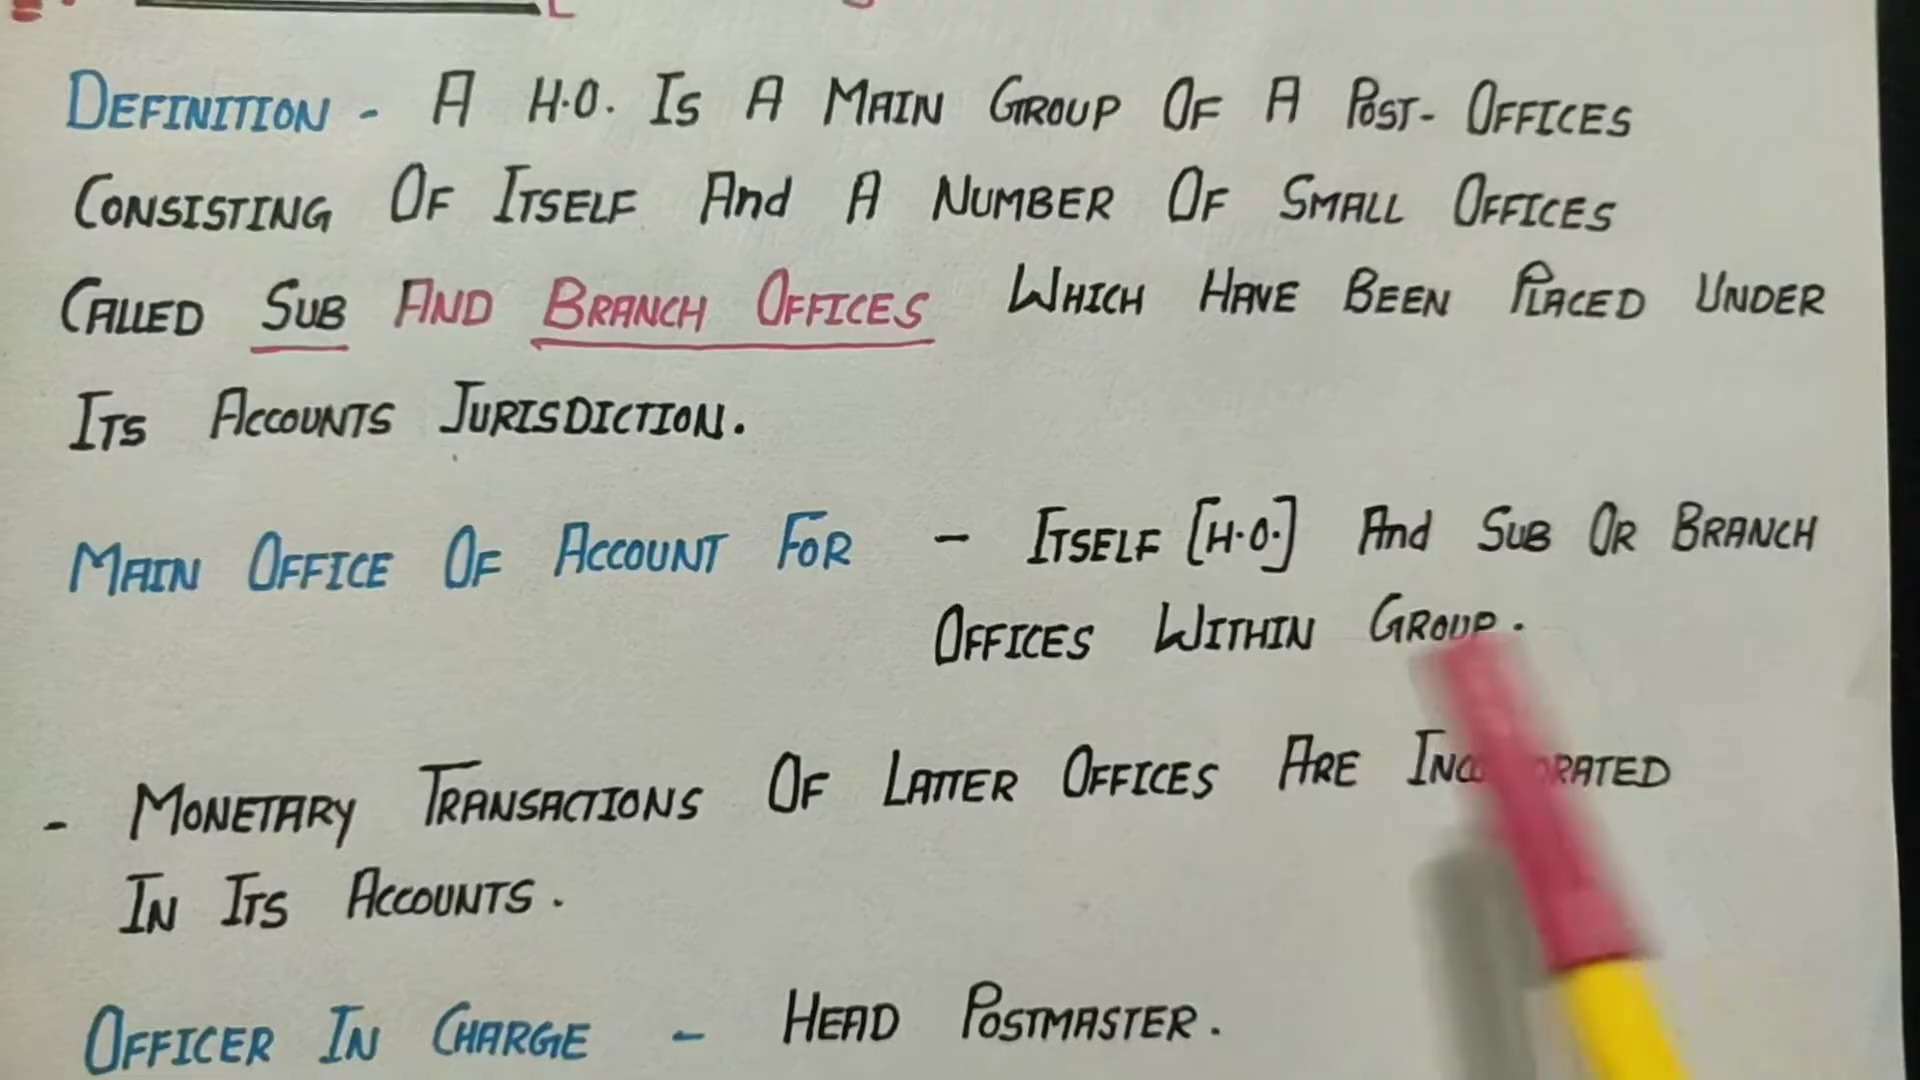 DEFINITION - A H.O. IS A MAIN GROUP OF A POST- OFFICES
CONSISTING OF ITSELF And A NUMBER OF SMALL OFFICES
CALLED SUB AND BRANCH OFFICES WHICH HAVE BEEN PLACED UNDER
ITS ACCOUNTS JURISDICTION.
MAIN OFFICE OF ACCOUNT FOR - ITSELF [H.O.] And SUB OR BRANCH
OFFICES WITHIN GROUP.
- MONETARY TRANSACTIONS OF LATTER OFFICES ARE
IN ITS ACCOUNTS.
OFFICER IN CHARGE - HEAD POSTMASTER.